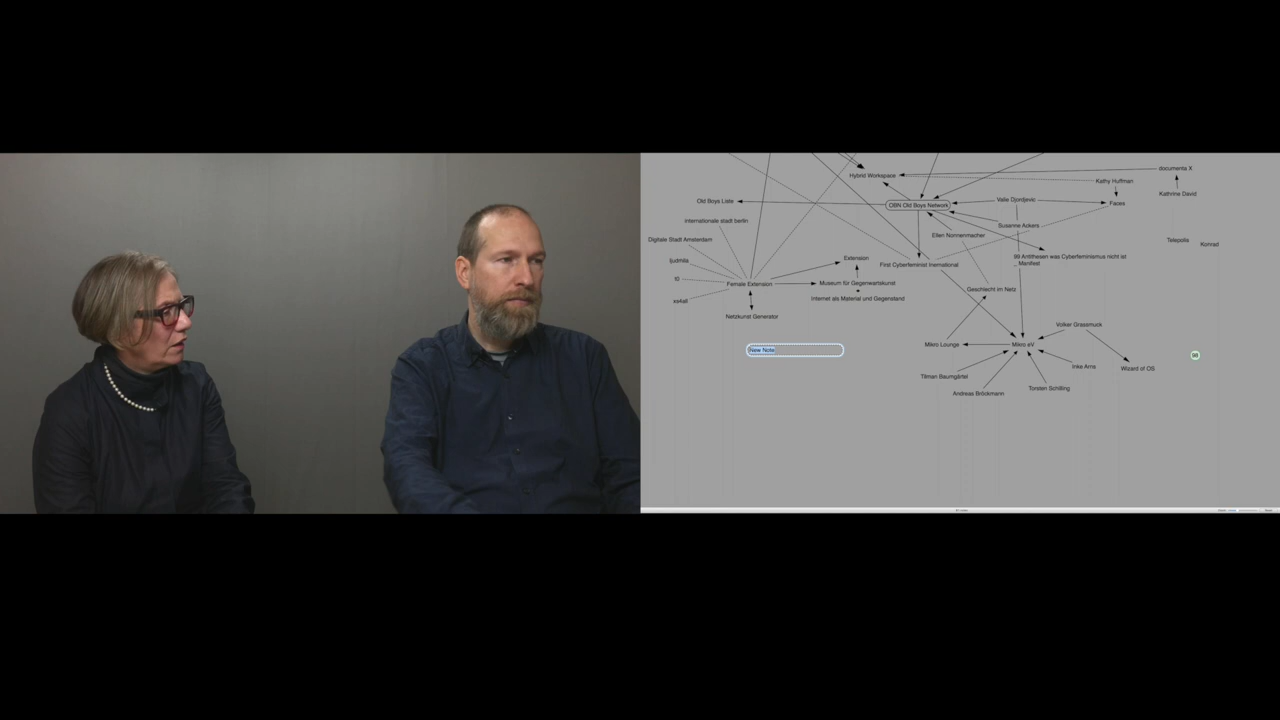 documenta X
Hybrid Workspace
Kathy Huffman
Kathrine David
Old Boys Liste
OBN Old Boys Network
Valie Djordjevic
Faces
internationale stadt berlin
Susanne Ackers
Ellen Nonnenmacher
Digitale Stadt Amsterdam
Telepolis
Konrad
99 Antithesen was Cyberfeminismus nicht ist
- Manifest
Extension
ljudmila
First Cyberfeminist Inernational
t0
Female Extension
Museum für Gegenwartskunst
Geschlecht im Netz
xs4all
Internet als Material und Gegenstand
Netzkunst Generator
Volker Grassmuck
New Note
Mikro Lounge
Mikro eV
98
Inke Arns
Wizard of OS
Tilman Baumgärtel
Torsten Schilling
Andreas Bröckmann